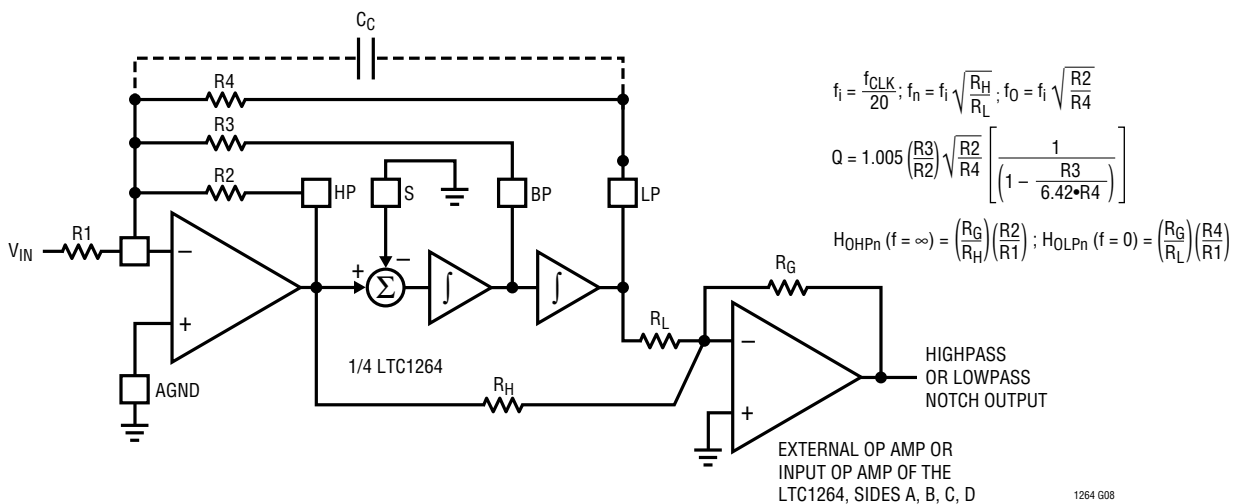 C_C
R4
R3
R2
HP
S
BP
LP
R1
V_IN
−
+
+
−
Σ
∫
∫
AGND
1/4 LTC1264
R_H
R_L
R_G
−
+
HIGHPASS
OR LOWPASS
NOTCH OUTPUT
EXTERNAL OP AMP OR
INPUT OP AMP OF THE
LTC1264, SIDES A, B, C, D
1264 G08
f_i = f_CLK/20; f_n = f_i √(R_H/R_L); f_O = f_i √(R2/R4)
Q = 1.005 (R3/R2) √(R2/R4) [1/(1 − R3/(6.42•R4))]
H_OHPn (f = ∞) = (R_G/R_H)(R2/R1); H_OLPn (f = 0) = (R_G/R_L)(R4/R1)